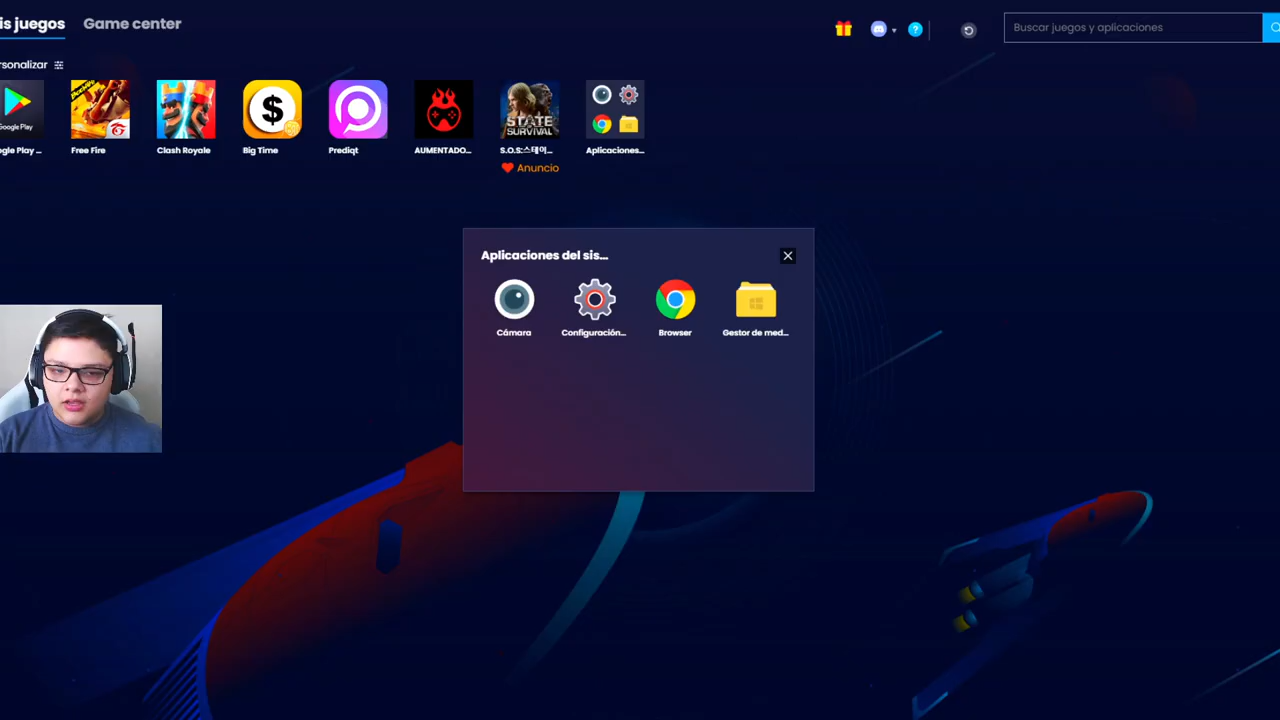 is juegos Game center
Buscar juegos y aplicaciones
rsonalizar
Google Play
STATE
SURVIVAL
gle Play ...
Free Fire
Clash Royale
Big Time
Prediqt
AUMENTADO...
S.O.S:스테이...
Aplicaciones...
Anuncio
Aplicaciones del sis...
Cámara
Configuración...
Browser
Gestor de med...